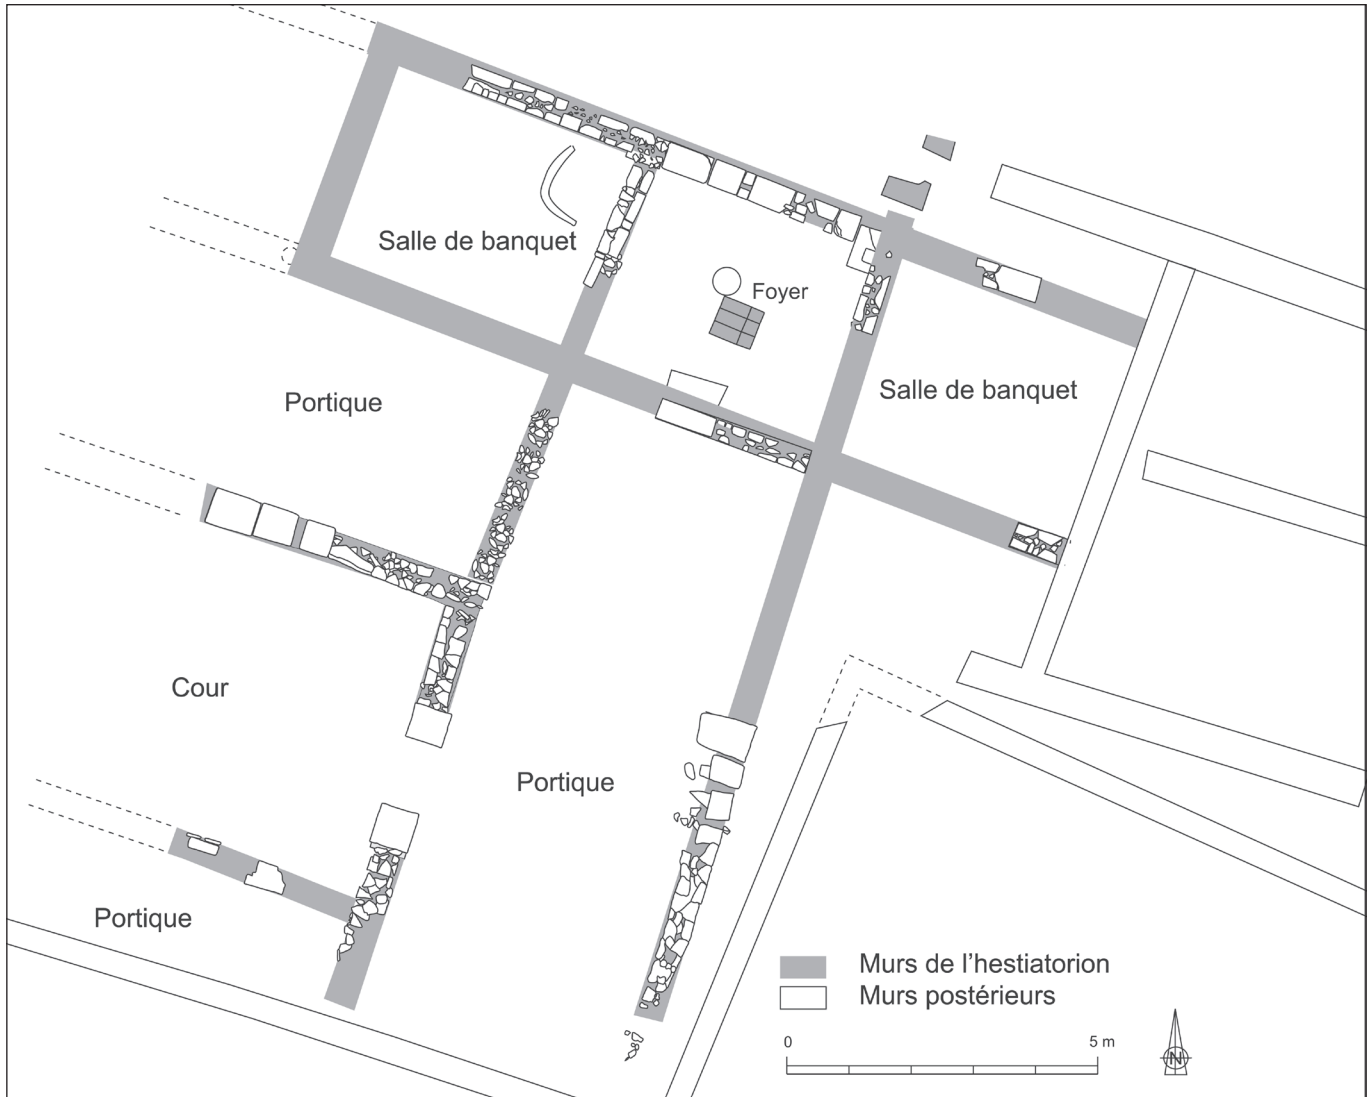 Salle de banquet
Foyer
Salle de banquet
Portique
Cour
Portique
Portique
Murs de l’hestiatorion
Murs postérieurs
0
5 m
N